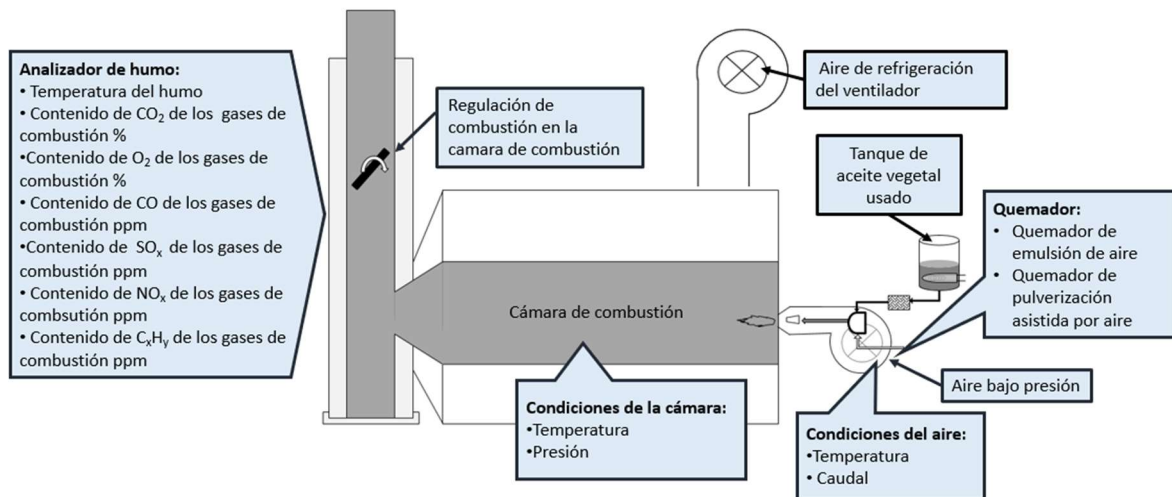 Analizador de humo:
• Temperatura del humo
• Contenido de CO₂ de los gases de
combustión %
•Contenido de O₂ de los gases de
combustión %
• Contenido de CO de los gases de
combustión ppm
•Contenido de SOₓ de los gases de
combustión ppm
• Contenido de NOₓ de los gases de
combsutión ppm
• Contenido de CₓHᵧ de los gases de
combustión ppm
Regulación de
combustión en la
camara de combustión
Aire de refrigeración
del ventilador
Tanque de
aceite vegetal
usado
Quemador:
• Quemador de
emulsión de aire
• Quemador de
pulverización
asistida por aire
Cámara de combustión
Aire bajo presión
Condiciones de la cámara:
•Temperatura
•Presión
Condiciones del aire:
•Temperatura
• Caudal